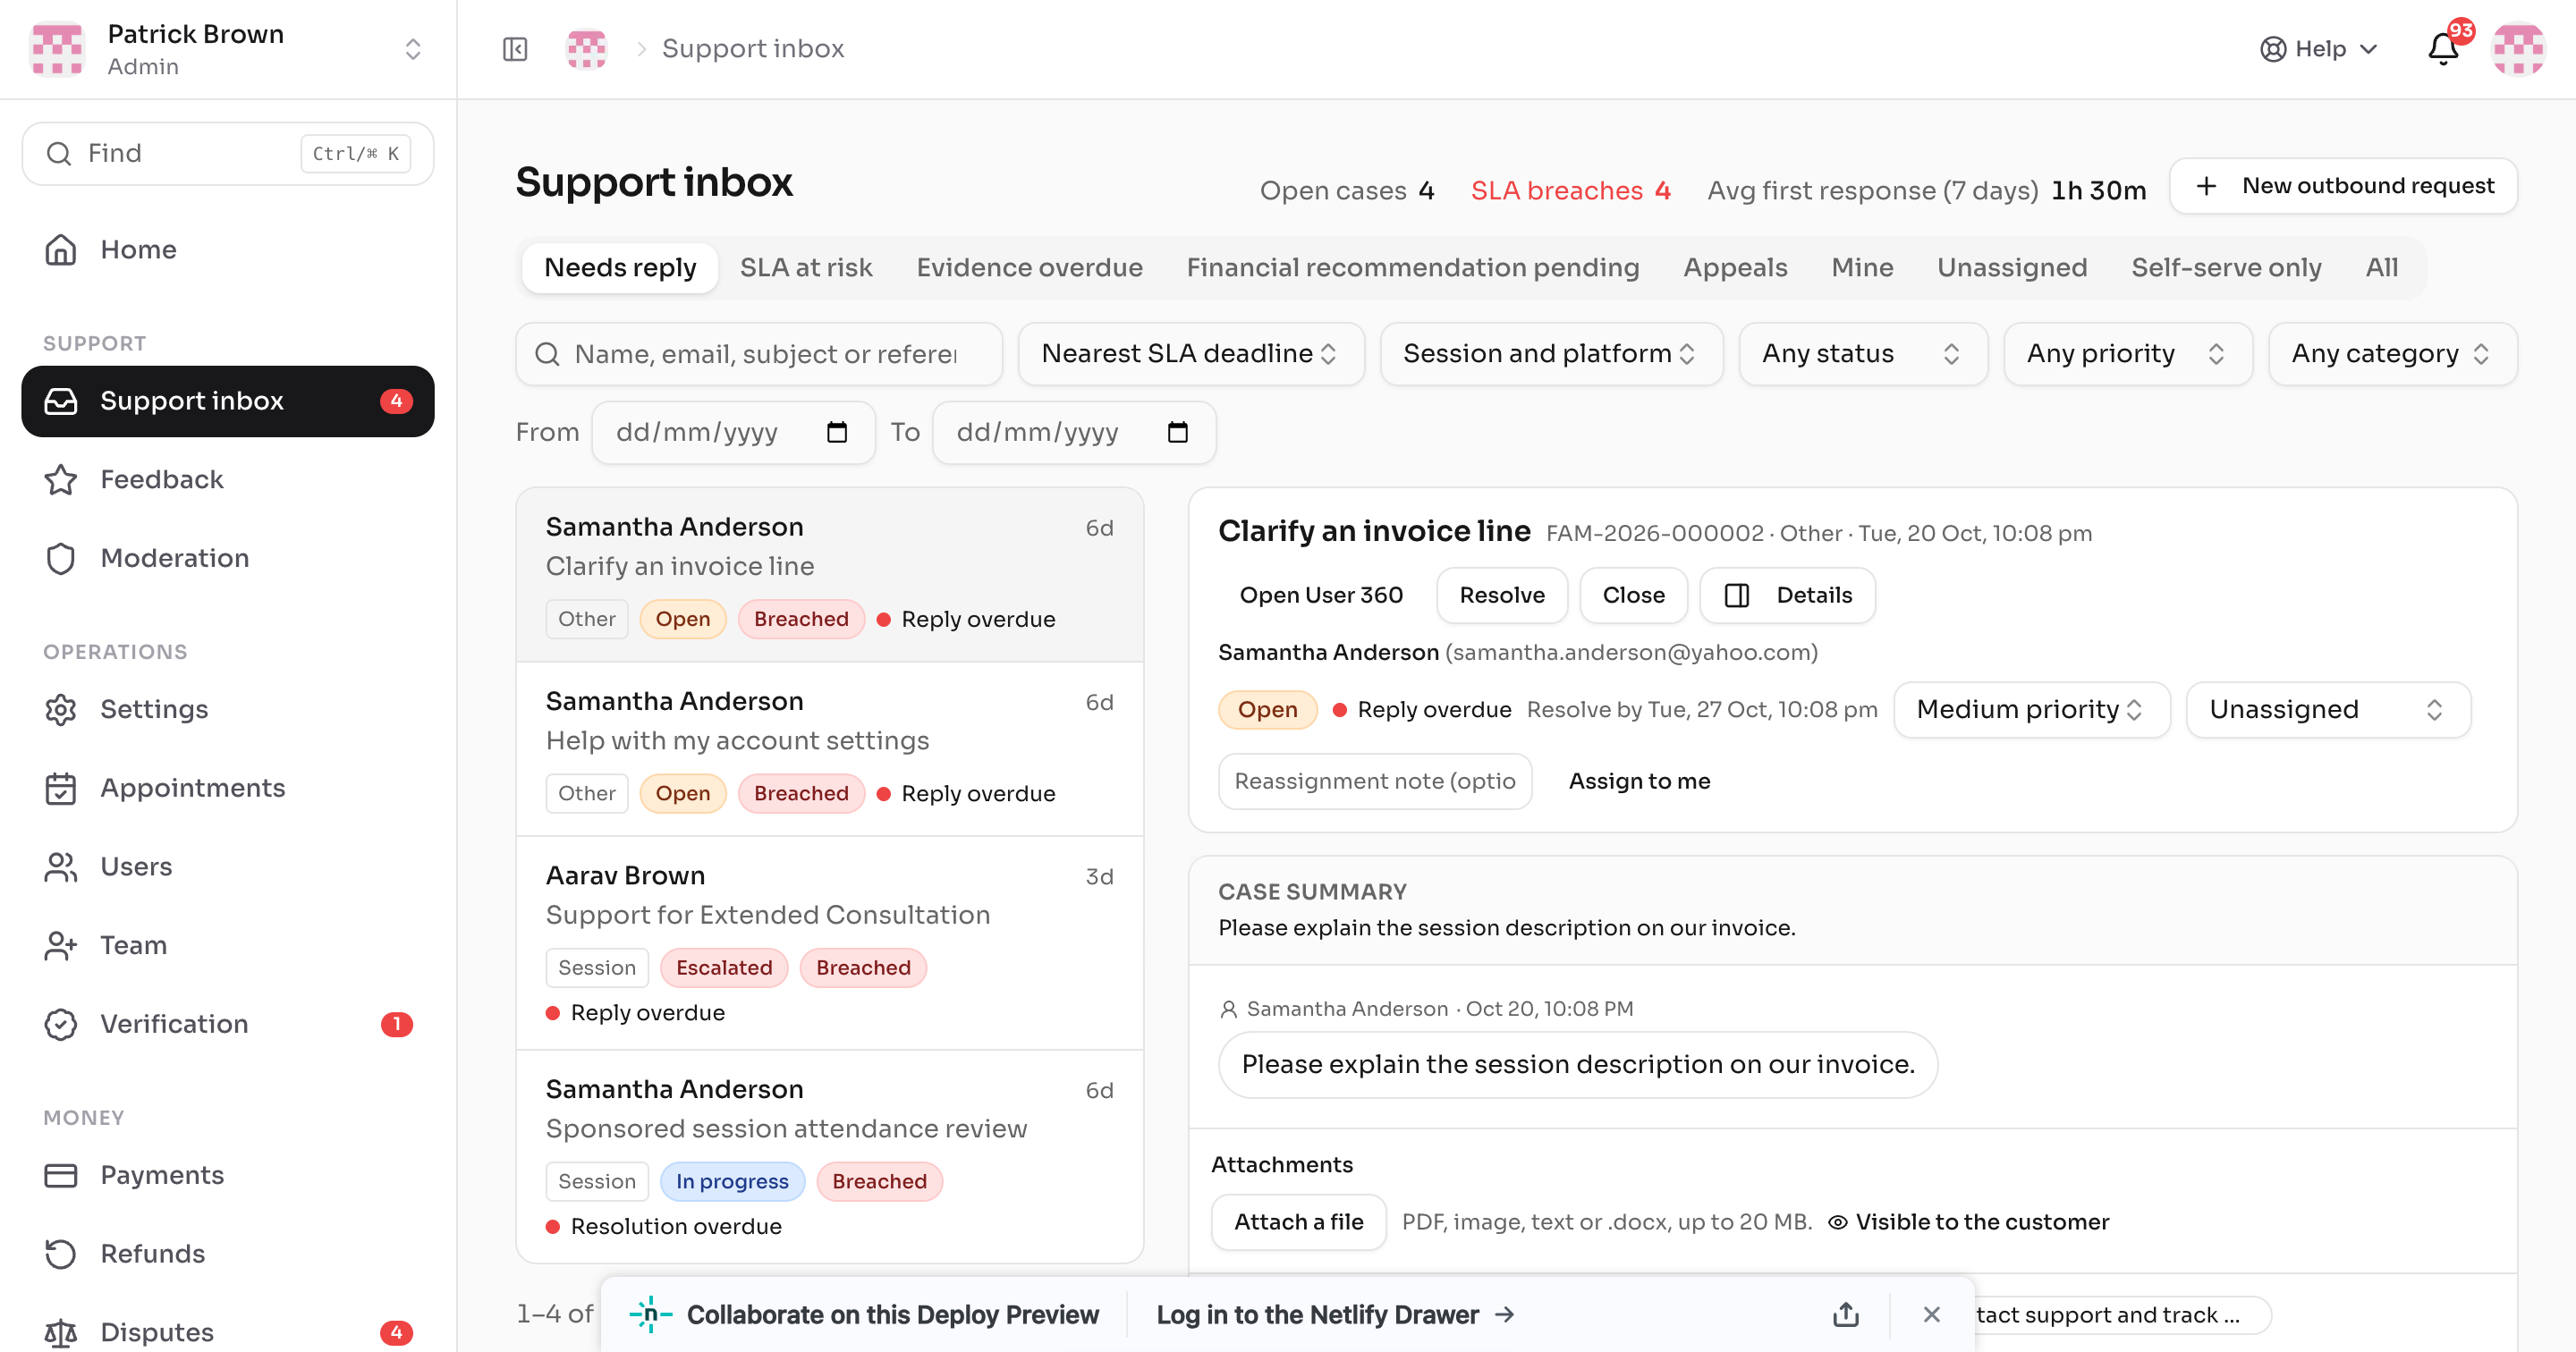 Patrick Brown
Admin
Support inbox
Help
93
Find
Ctrl/⌘ K
Home
SUPPORT
Support inbox
4
Feedback
Moderation
OPERATIONS
Settings
Appointments
Users
Team
Verification
1
MONEY
Payments
Refunds
Disputes
4
Support inbox
Open cases 4
SLA breaches 4
Avg first response (7 days) 1h 30m
New outbound request
Needs reply
SLA at risk
Evidence overdue
Financial recommendation pending
Appeals
Mine
Unassigned
Self-serve only
All
Name, email, subject or
Nearest SLA deadline
Session and platform
Any status
Any priority
Any category
From
dd/mm/yyyy
To
dd/mm/yyyy
Samantha Anderson
6d
Clarify an invoice line
Other
Open
Breached
Reply overdue
Samantha Anderson
6d
Help with my account settings
Other
Open
Breached
Reply overdue
Aarav Brown
3d
Support for Extended Consultation
Session
Escalated
Breached
Reply overdue
Samantha Anderson
6d
Sponsored session attendance review
Session
In progress
Breached
Resolution overdue
1–4 of
Clarify an invoice line
FAM-2026-000002 · Other · Tue, 20 Oct, 10:08 pm
Open User 360
Resolve
Close
Details
Samantha Anderson (samantha.anderson@yahoo.com)
Open
Reply overdue
Resolve by Tue, 27 Oct, 10:08 pm
Medium priority
Unassigned
Reassignment note (optio
Assign to me
CASE SUMMARY
Please explain the session description on our invoice.
Samantha Anderson · Oct 20, 10:08 PM
Please explain the session description on our invoice.
Attachments
Attach a file
PDF, image, text or .docx, up to 20 MB.
Visible to the customer
tact support and track ...
Collaborate on this Deploy Preview
Log in to the Netlify Drawer →